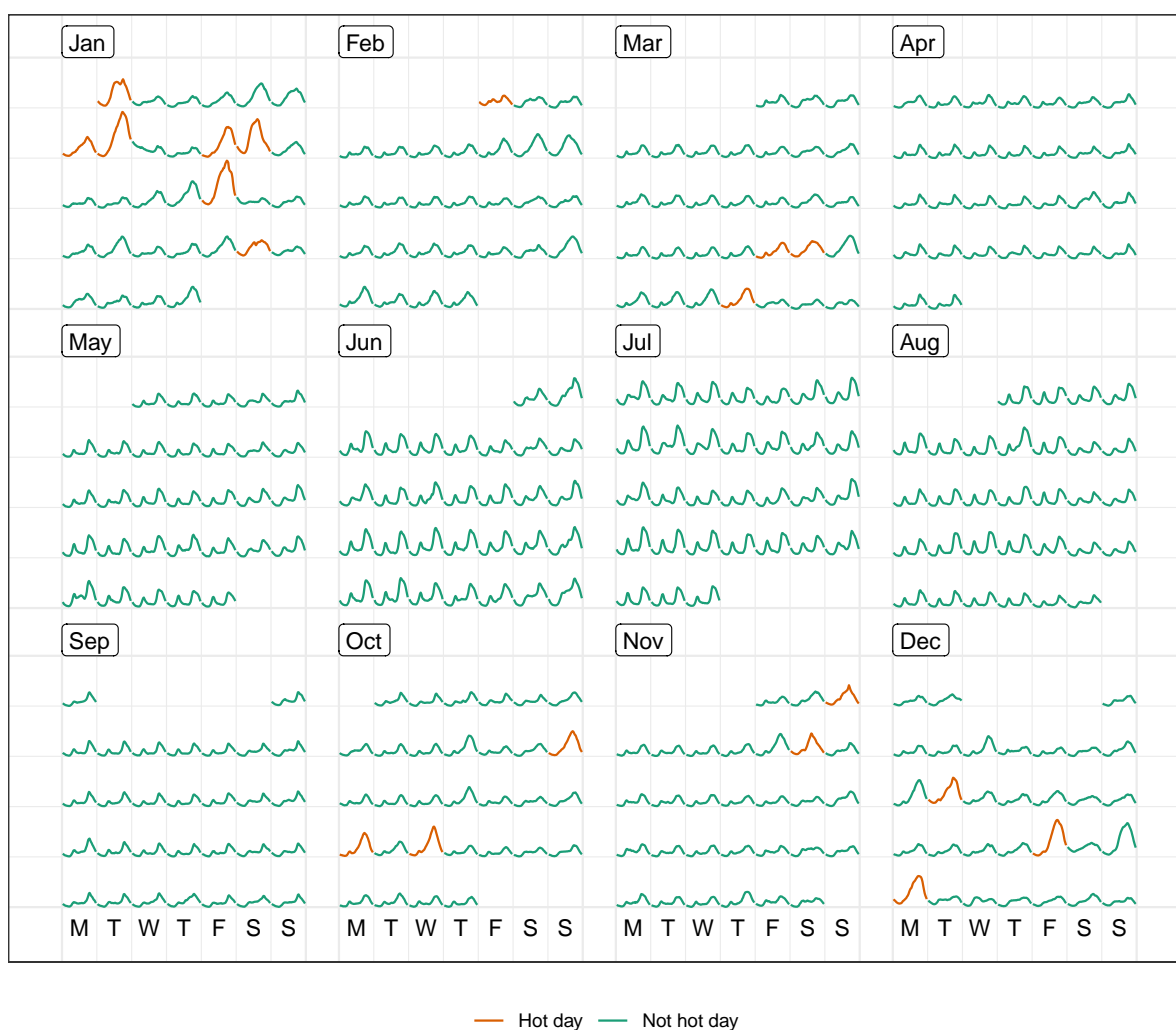 Jan Feb Mar Apr
May Jun Jul Aug
Sep Oct Nov Dec
M T W T F S S M T W T F S S M T W T F S S M T W T F S S
Hot day Not hot day